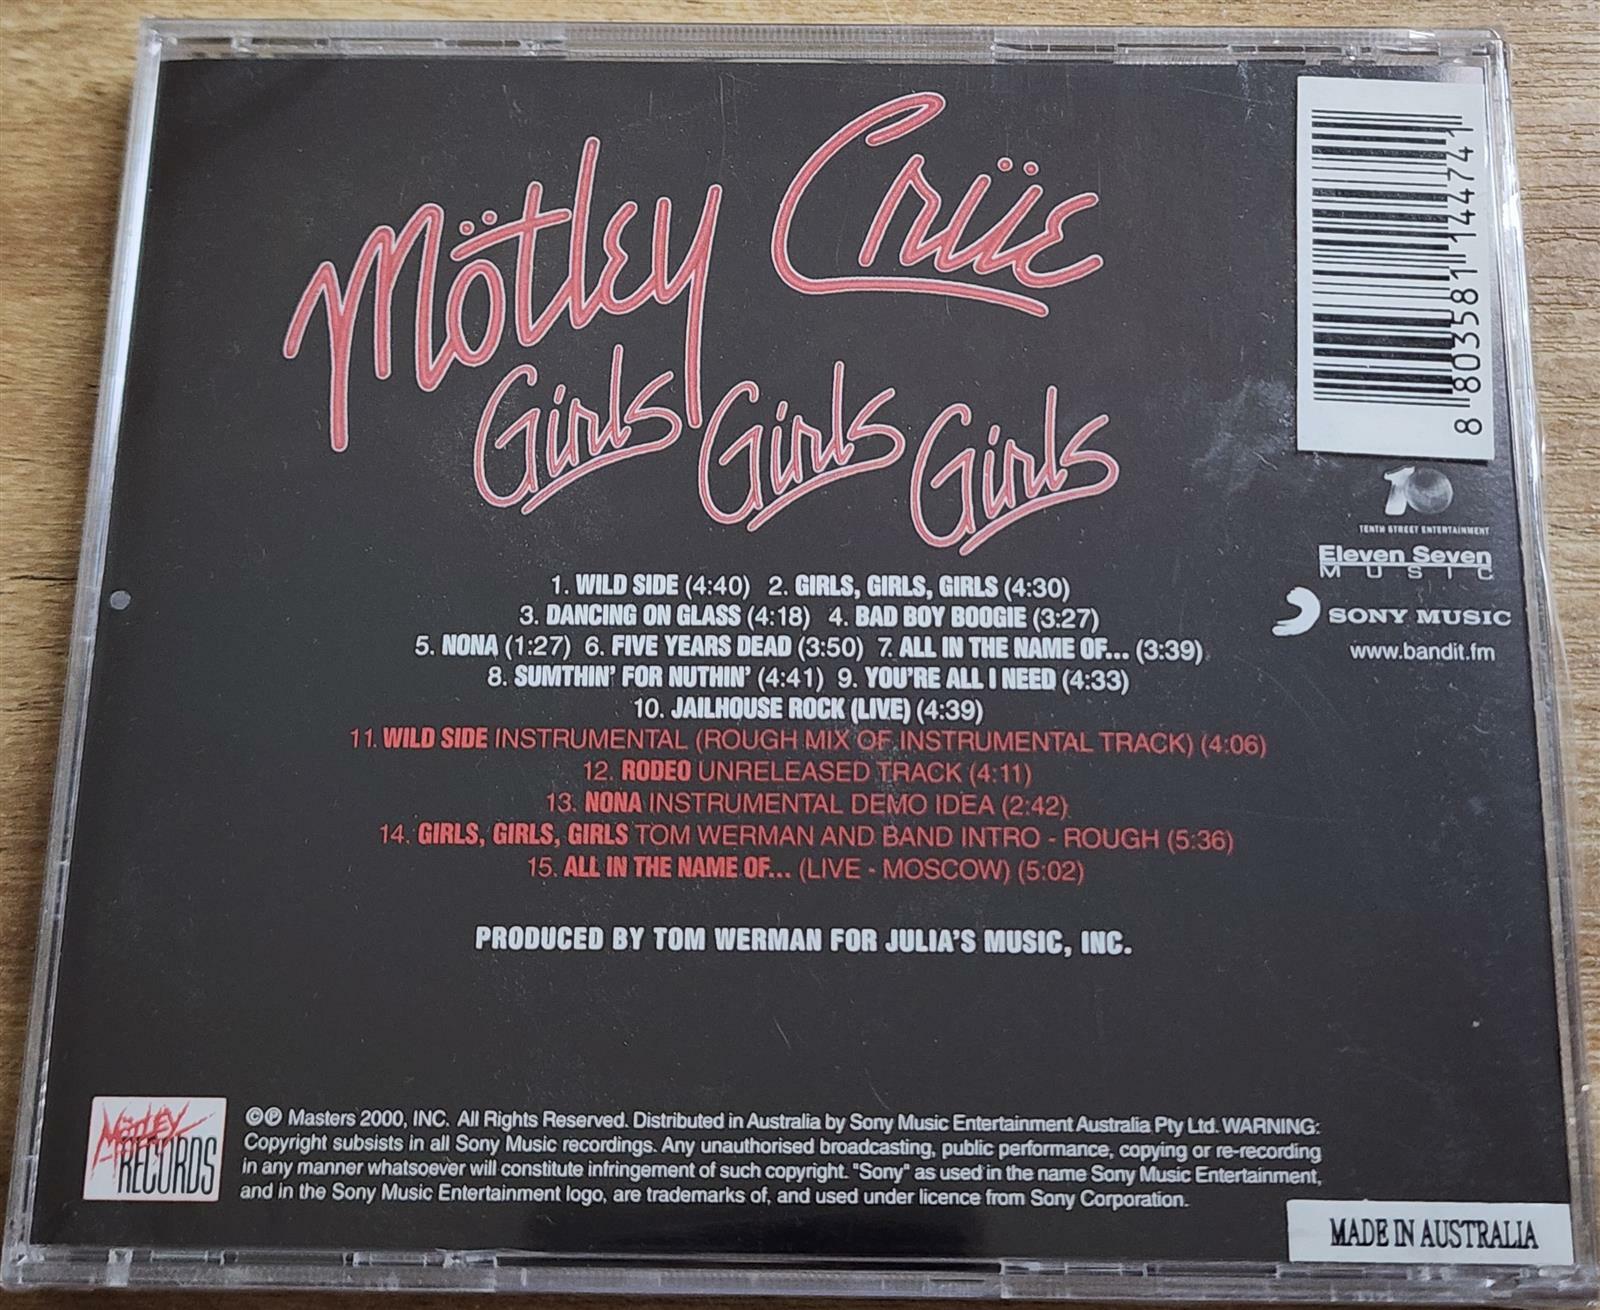 Mötley Crüe
Girls Girls Girls
1. WILD SIDE (4:40) 2. GIRLS, GIRLS, GIRLS (4:30)
3. DANCING ON GLASS (4:18) 4. BAD BOY BOOGIE (3:27)
5. NONA (1:27) 6. FIVE YEARS DEAD (3:50) 7. ALL IN THE NAME OF... (3:39)
8. SUMTHIN' FOR NUTHIN' (4:41) 9. YOU'RE ALL I NEED (4:33)
10. JAILHOUSE ROCK (LIVE) (4:39)
11. WILD SIDE INSTRUMENTAL (ROUGH MIX OF INSTRUMENTAL TRACK) (4:06)
12. RODEO UNRELEASED TRACK (4:11)
13. NONA INSTRUMENTAL DEMO IDEA (2:42)
14. GIRLS, GIRLS, GIRLS TOM WERMAN AND BAND INTRO - ROUGH (5:36)
15. ALL IN THE NAME OF... (LIVE - MOSCOW) (5:02)
PRODUCED BY TOM WERMAN FOR JULIA'S MUSIC, INC.
8 80358 14474 1
10
TENTH STREET ENTERTAINMENT
Eleven Seven
MUSIC
SONY MUSIC
www.bandit.fm
MÖTLEY
RECORDS
©℗ Masters 2000, INC. All Rights Reserved. Distributed in Australia by Sony Music Entertainment Australia Pty Ltd. WARNING:
Copyright subsists in all Sony Music recordings. Any unauthorised broadcasting, public performance, copying or re-recording
in any manner whatsoever will constitute infringement of such copyright. "Sony" as used in the name Sony Music Entertainment,
and in the Sony Music Entertainment logo, are trademarks of, and used under licence from Sony Corporation.
MADE IN AUSTRALIA